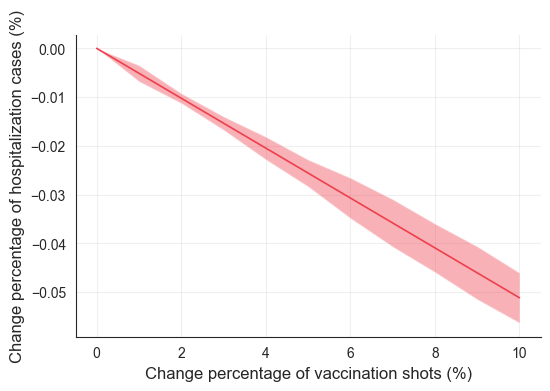 Change percentage of hospitalization cases (%)
0.00
−0.01
−0.02
−0.03
−0.04
−0.05
0 2 4 6 8 10
Change percentage of vaccination shots (%)